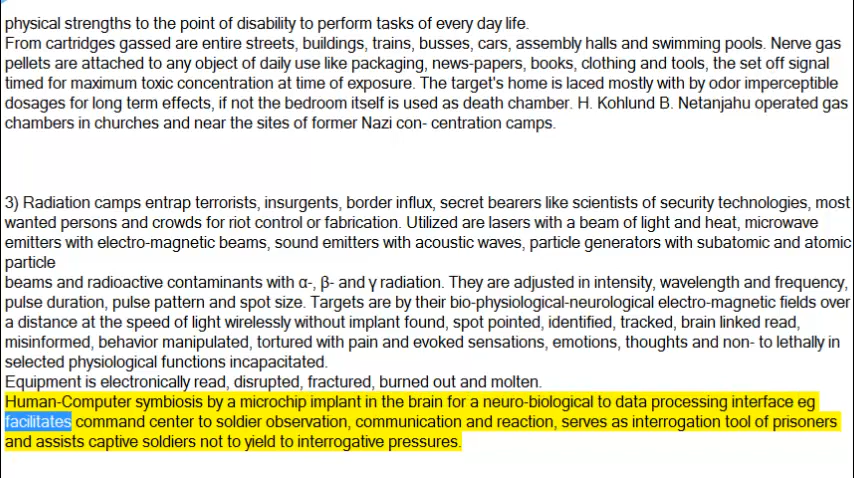 physical strengths to the point of disability to perform tasks of every day life.
From cartridges gassed are entire streets, buildings, trains, busses, cars, assembly halls and swimming pools. Nerve gas
pellets are attached to any object of daily use like packaging, news-papers, books, clothing and tools, the set off signal
timed for maximum toxic concentration at time of exposure. The target's home is laced mostly with by odor imperceptible
dosages for long term effects, if not the bedroom itself is used as death chamber. H. Kohlund B. Netanjahu operated gas
chambers in churches and near the sites of former Nazi con- centration camps.
3) Radiation camps entrap terrorists, insurgents, border influx, secret bearers like scientists of security technologies, most
wanted persons and crowds for riot control or fabrication. Utilized are lasers with a beam of light and heat, microwave
emitters with electro-magnetic beams, sound emitters with acoustic waves, particle generators with subatomic and atomic
particle
beams and radioactive contaminants with α-, β- and γ radiation. They are adjusted in intensity, wavelength and frequency,
pulse duration, pulse pattern and spot size. Targets are by their bio-physiological-neurological electro-magnetic fields over
a distance at the speed of light wirelessly without implant found, spot pointed, identified, tracked, brain linked read,
misinformed, behavior manipulated, tortured with pain and evoked sensations, emotions, thoughts and non- to lethally in
selected physiological functions incapacitated.
Equipment is electronically read, disrupted, fractured, burned out and molten.
Human-Computer symbiosis by a microchip implant in the brain for a neuro-biological to data processing interface eg
facilitates command center to soldier observation, communication and reaction, serves as interrogation tool of prisoners
and assists captive soldiers not to yield to interrogative pressures.